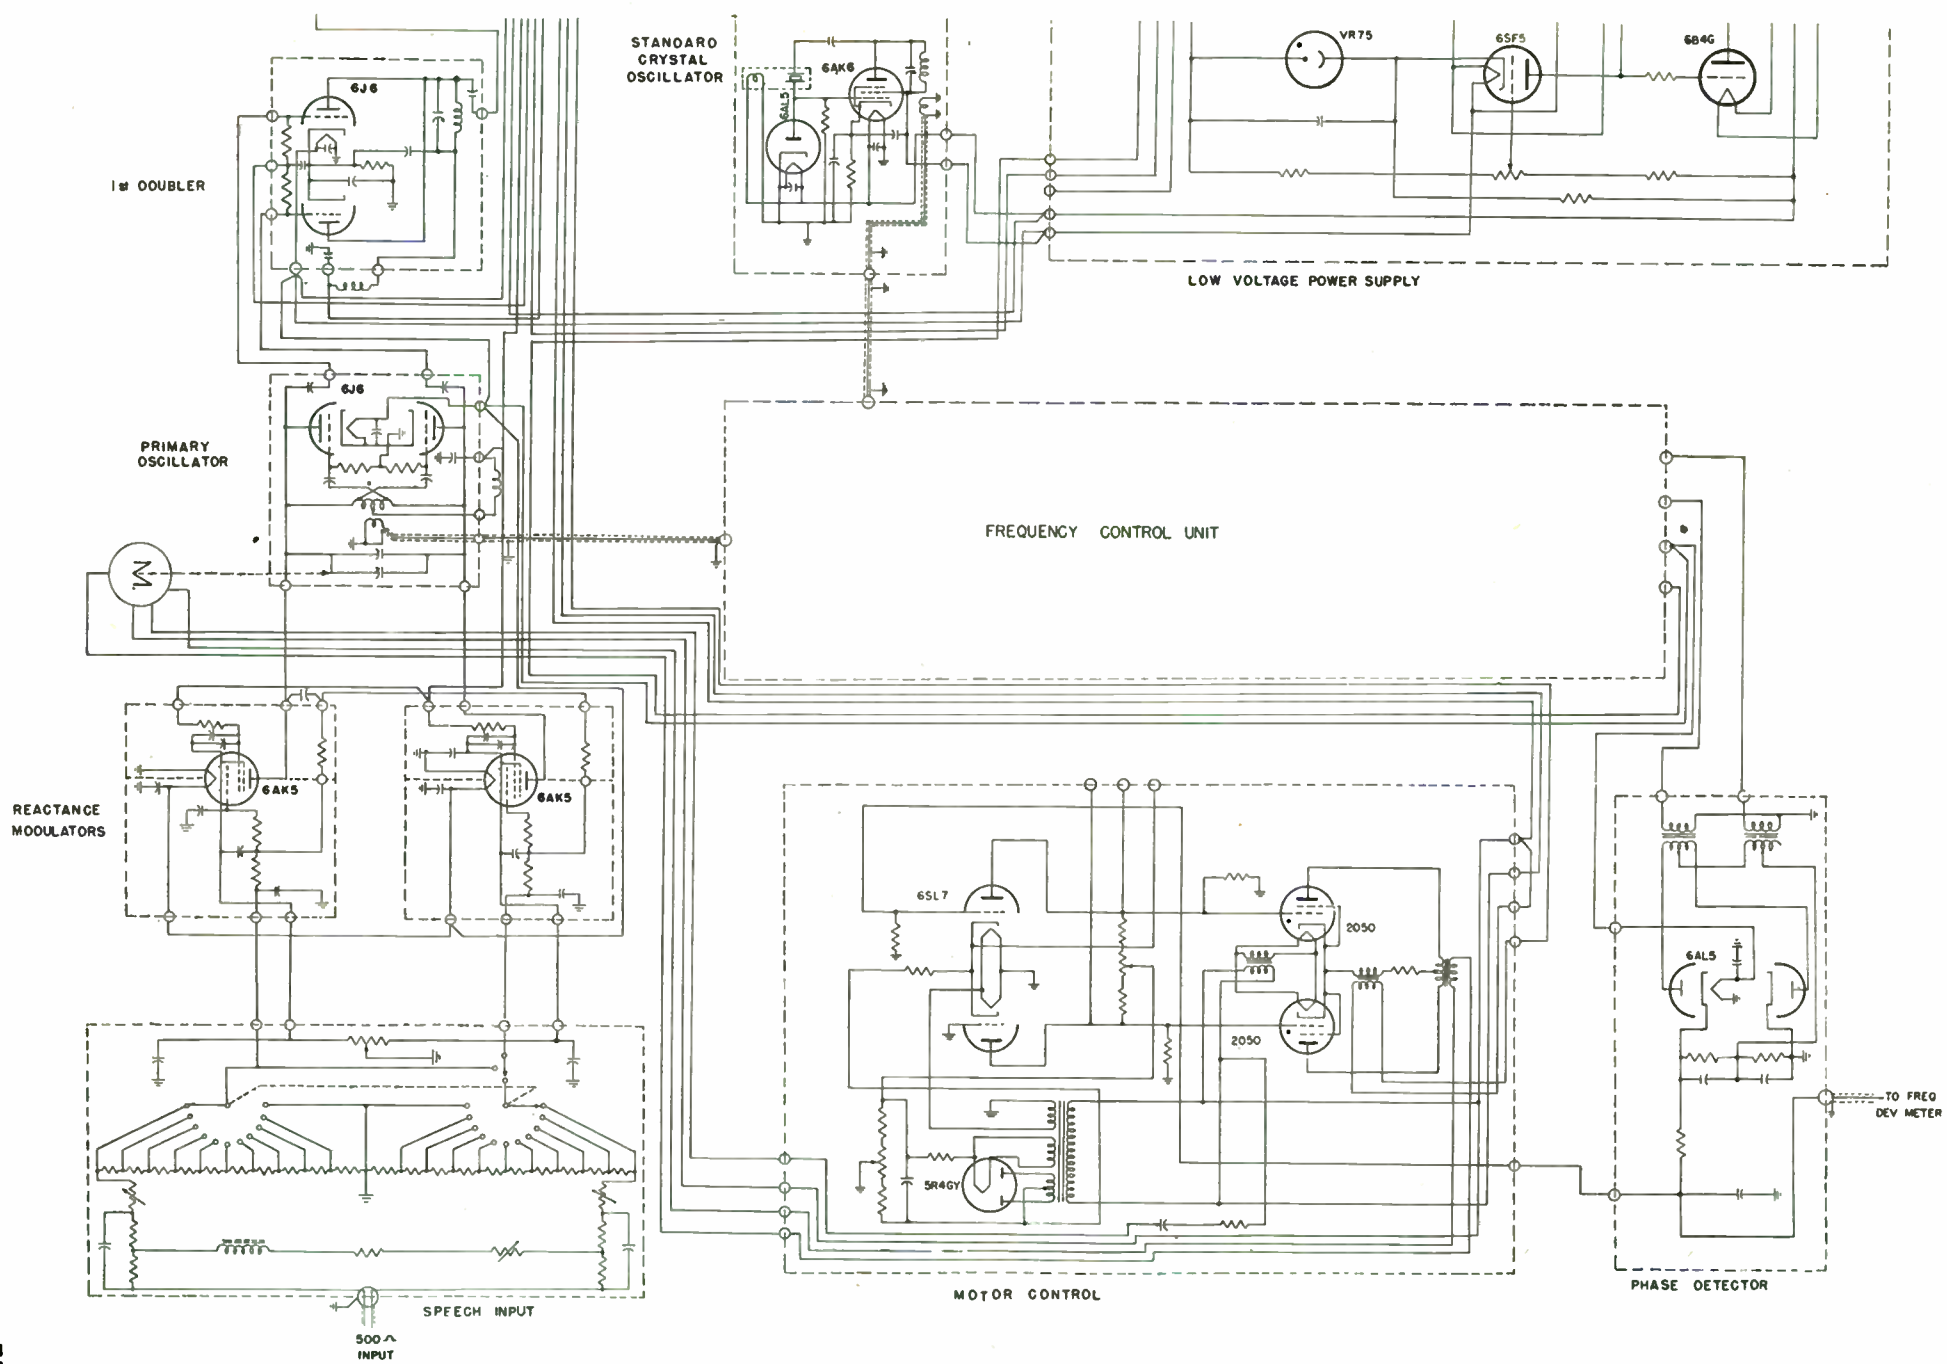 STANDARO
CRYSTAL
OSCILLATOR
6AK6
6AL5
VR75
6SF5
6B4G
6J6
1st OOUBLER
LOW VOLTAGE POWER SUPPLY
6J6
PRIMARY
OSCILLATOR
FREQUENCY CONTROL UNIT
M
6AK5
6AK5
REACTANCE
MODULATORS
6SL7
2050
2050
5R4GY
6AL5
TO FREQ
DEV METER
PHASE DETECTOR
MOTOR CONTROL
SPEECH INPUT
500
INPUT